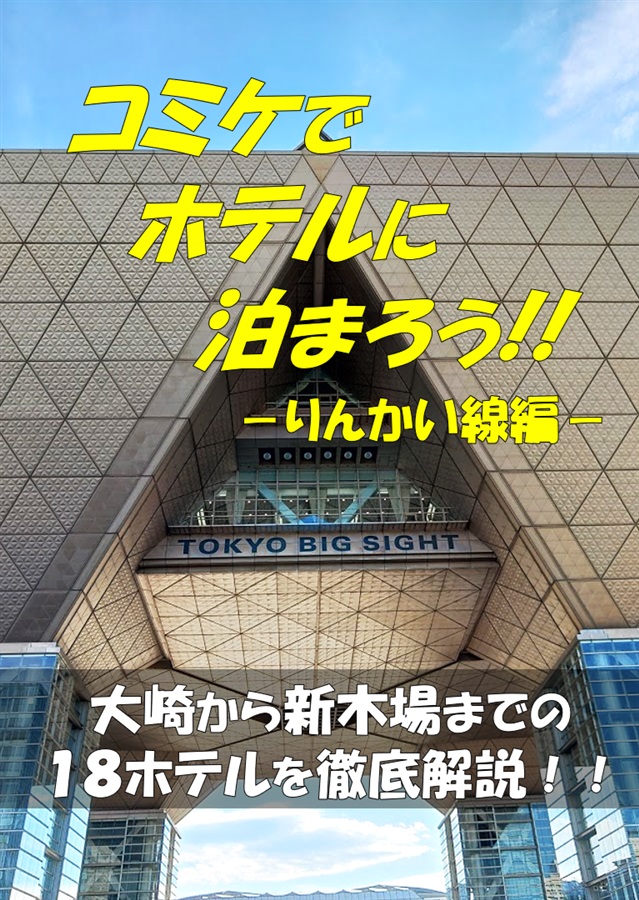 コミケで
ホテルに
泊まろう!!
－りんかい線編－
TOKYO BIG SIGHT
大崎から新木場までの
18ホテルを徹底解説！！